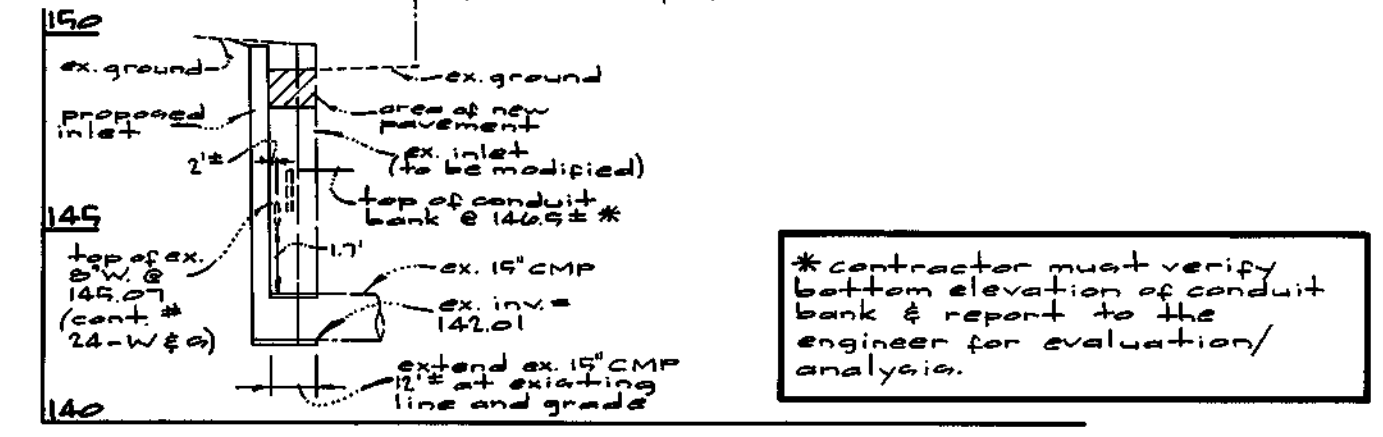 150
ex. ground
ex. ground
proposed
inlet
area of new
pavement
ex. inlet
(to be modified)
2'±
top of conduit
bank @ 146.5± *
145
1.7'
top of ex.
8"W. @
145.07
(cont. #
24-W & S)
ex. 15" CMP
ex. inv. =
142.01
extend ex. 15" CMP
12'± at existing
line and grade
140
* contractor must verify
bottom elevation of conduit
bank & report to the
engineer for evaluation/
analysis.